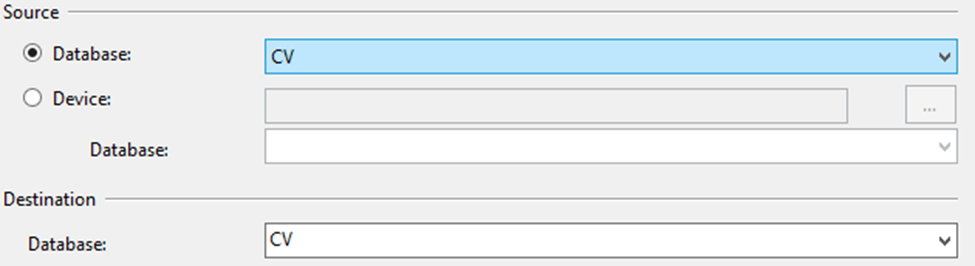 Source
Database: CV
Device: ...
Database:
Destination
Database: CV